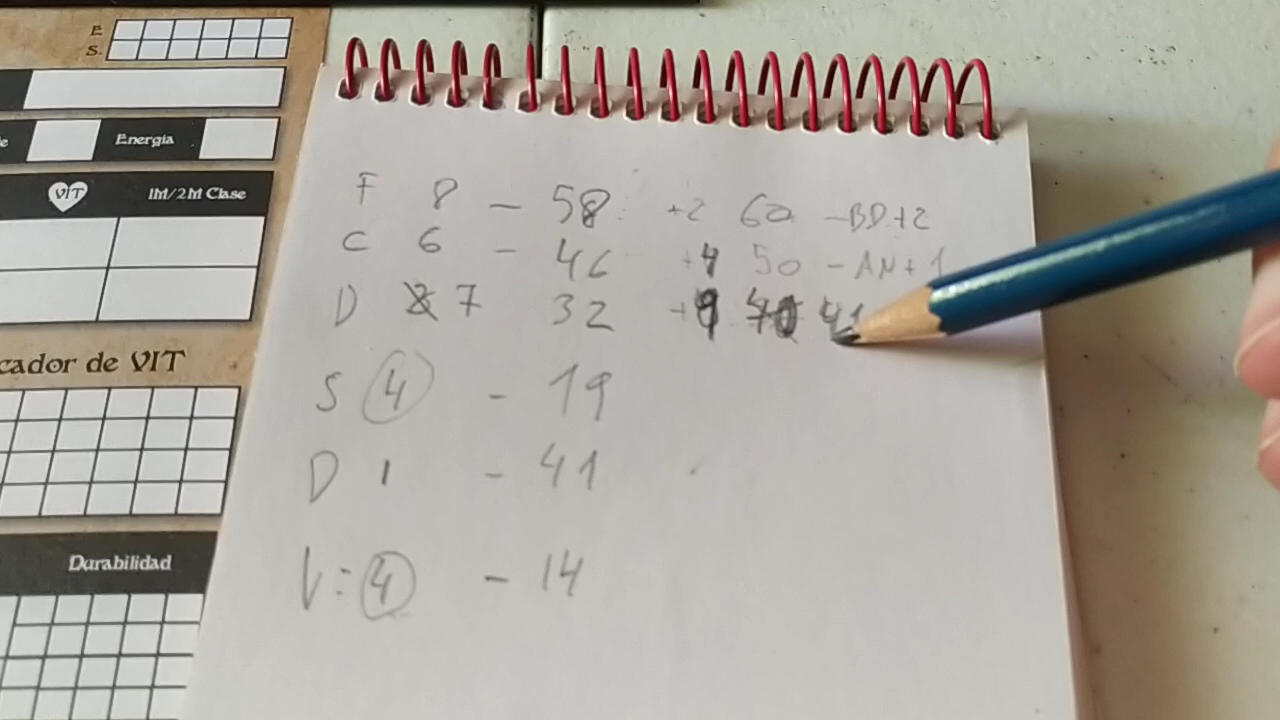 E
S.
Energia
VIT 1M/2M Clase
cador de VIT
Durabilidad
F 8 - 58 +2 60 - BD+2
C 6 - 46 +4 50 - AN+1
D 7 32 +9 41
S 4 - 19
D 1 - 41
V: 4 - 14